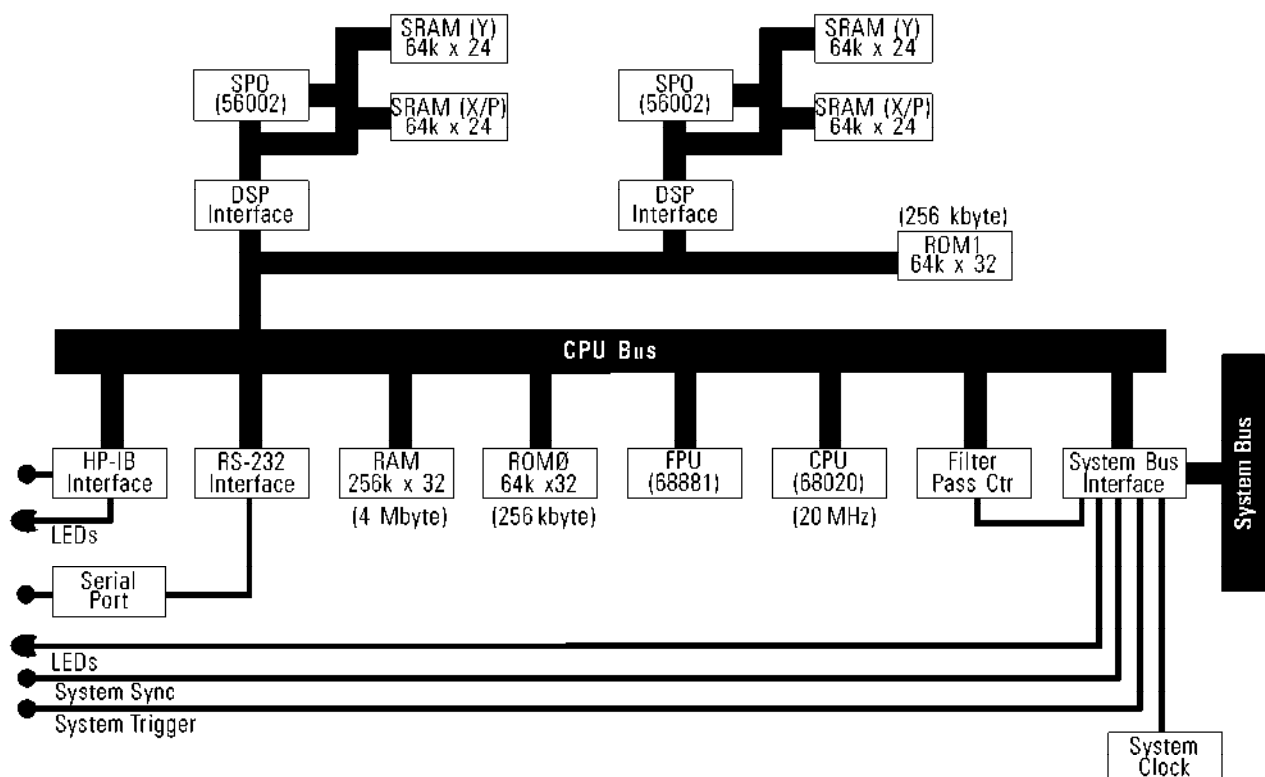 SRAM (Y)
64k x 24
SRAM (Y)
64k x 24
SPO
(56002)
SPO
(56002)
SRAM (X/P)
64k x 24
SRAM (X/P)
64k x 24
DSP
Interface
DSP
Interface
(256 kbyte)
ROM1
64k x 32
CPU Bus
System Bus
HP-IB
Interface
RS-232
Interface
RAM
256k x 32
(4 Mbyte)
ROMØ
64k x32
(256 kbyte)
FPU
(68881)
CPU
(68020)
(20 MHz)
Filter
Pass Ctr
System Bus
Interface
LEDs
Serial
Port
LEDs
System Sync
System Trigger
System
Clock